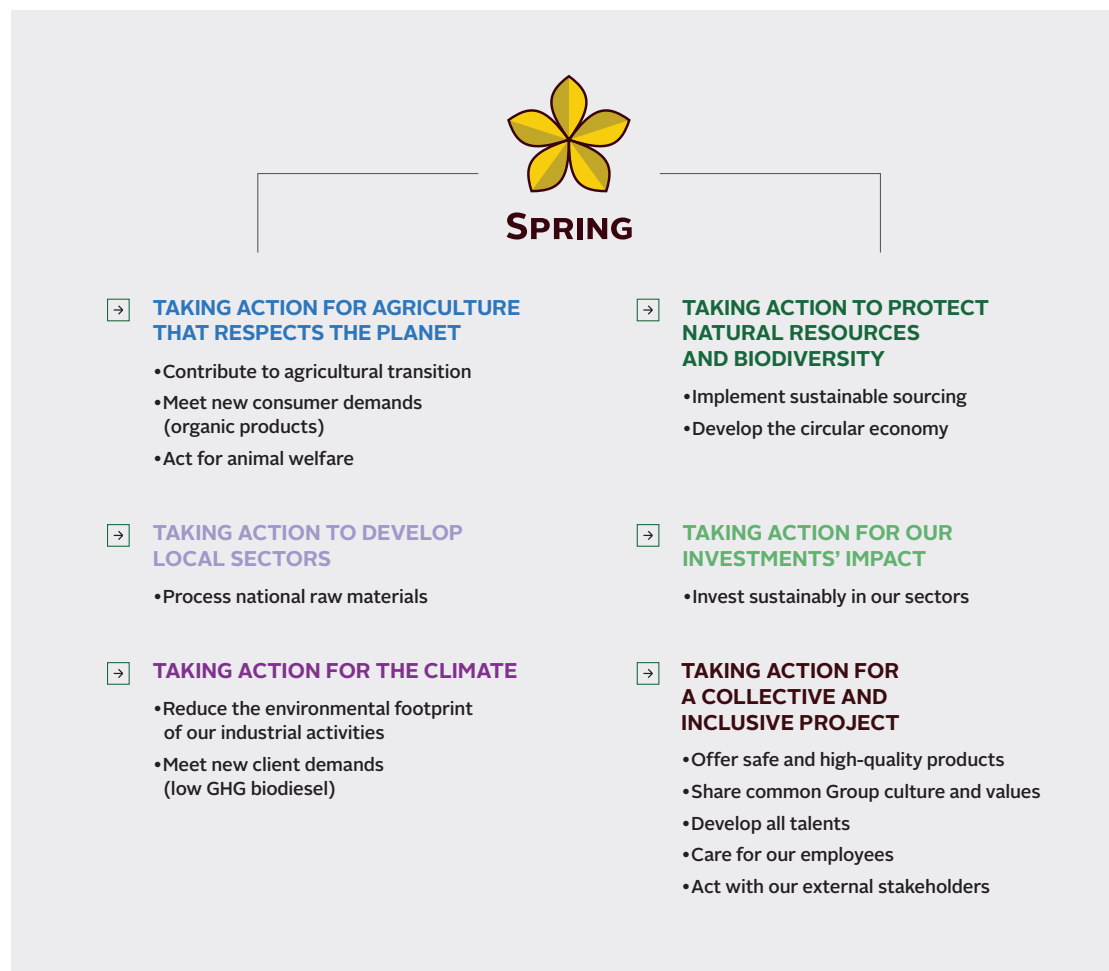 SPRING
TAKING ACTION FOR AGRICULTURE
THAT RESPECTS THE PLANET
•Contribute to agricultural transition
•Meet new consumer demands
(organic products)
•Act for animal welfare
TAKING ACTION TO DEVELOP
LOCAL SECTORS
•Process national raw materials
TAKING ACTION FOR THE CLIMATE
•Reduce the environmental footprint
of our industrial activities
•Meet new client demands
(low GHG biodiesel)
TAKING ACTION TO PROTECT
NATURAL RESOURCES
AND BIODIVERSITY
•Implement sustainable sourcing
•Develop the circular economy
TAKING ACTION FOR OUR
INVESTMENTS’ IMPACT
•Invest sustainably in our sectors
TAKING ACTION FOR
A COLLECTIVE AND
INCLUSIVE PROJECT
•Offer safe and high-quality products
•Share common Group culture and values
•Develop all talents
•Care for our employees
•Act with our external stakeholders